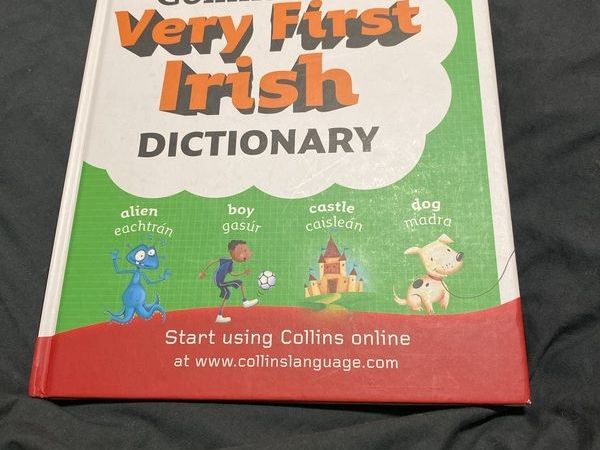 Very First
Irish
DICTIONARY
alien boy castle dog
eachtrán gasúr caisleán madra
Start using Collins online
at www.collinslanguage.com